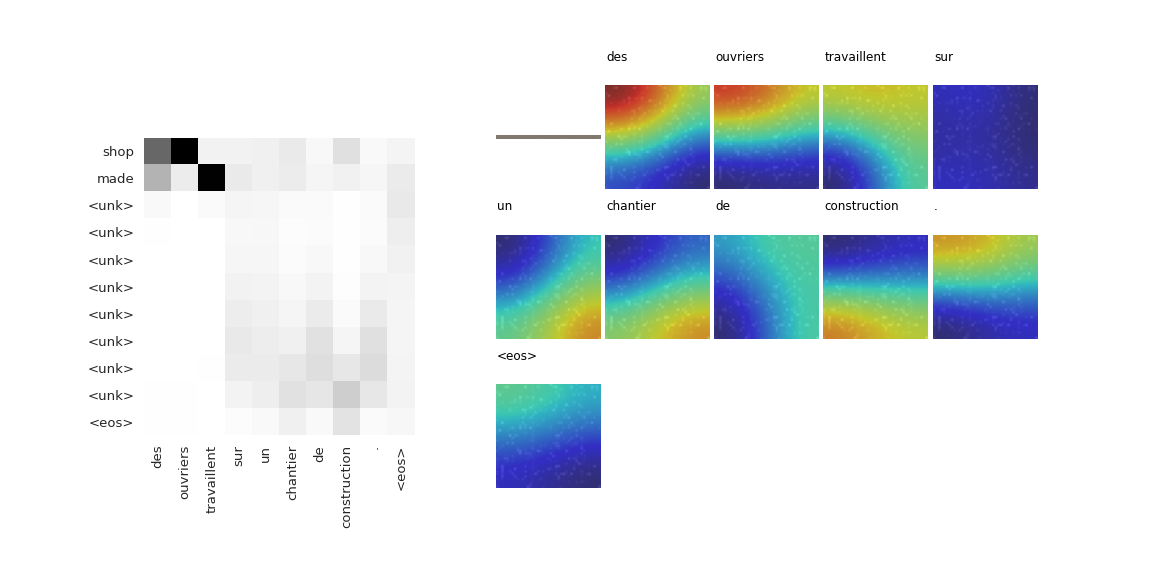 shop
made
<unk>
<unk>
<unk>
<unk>
<unk>
<unk>
<unk>
<unk>
<eos>
des
ouvriers
travaillent
sur
un
chantier
de
construction
.
<eos>
des ouvriers travaillent sur
un chantier de construction .
<eos>